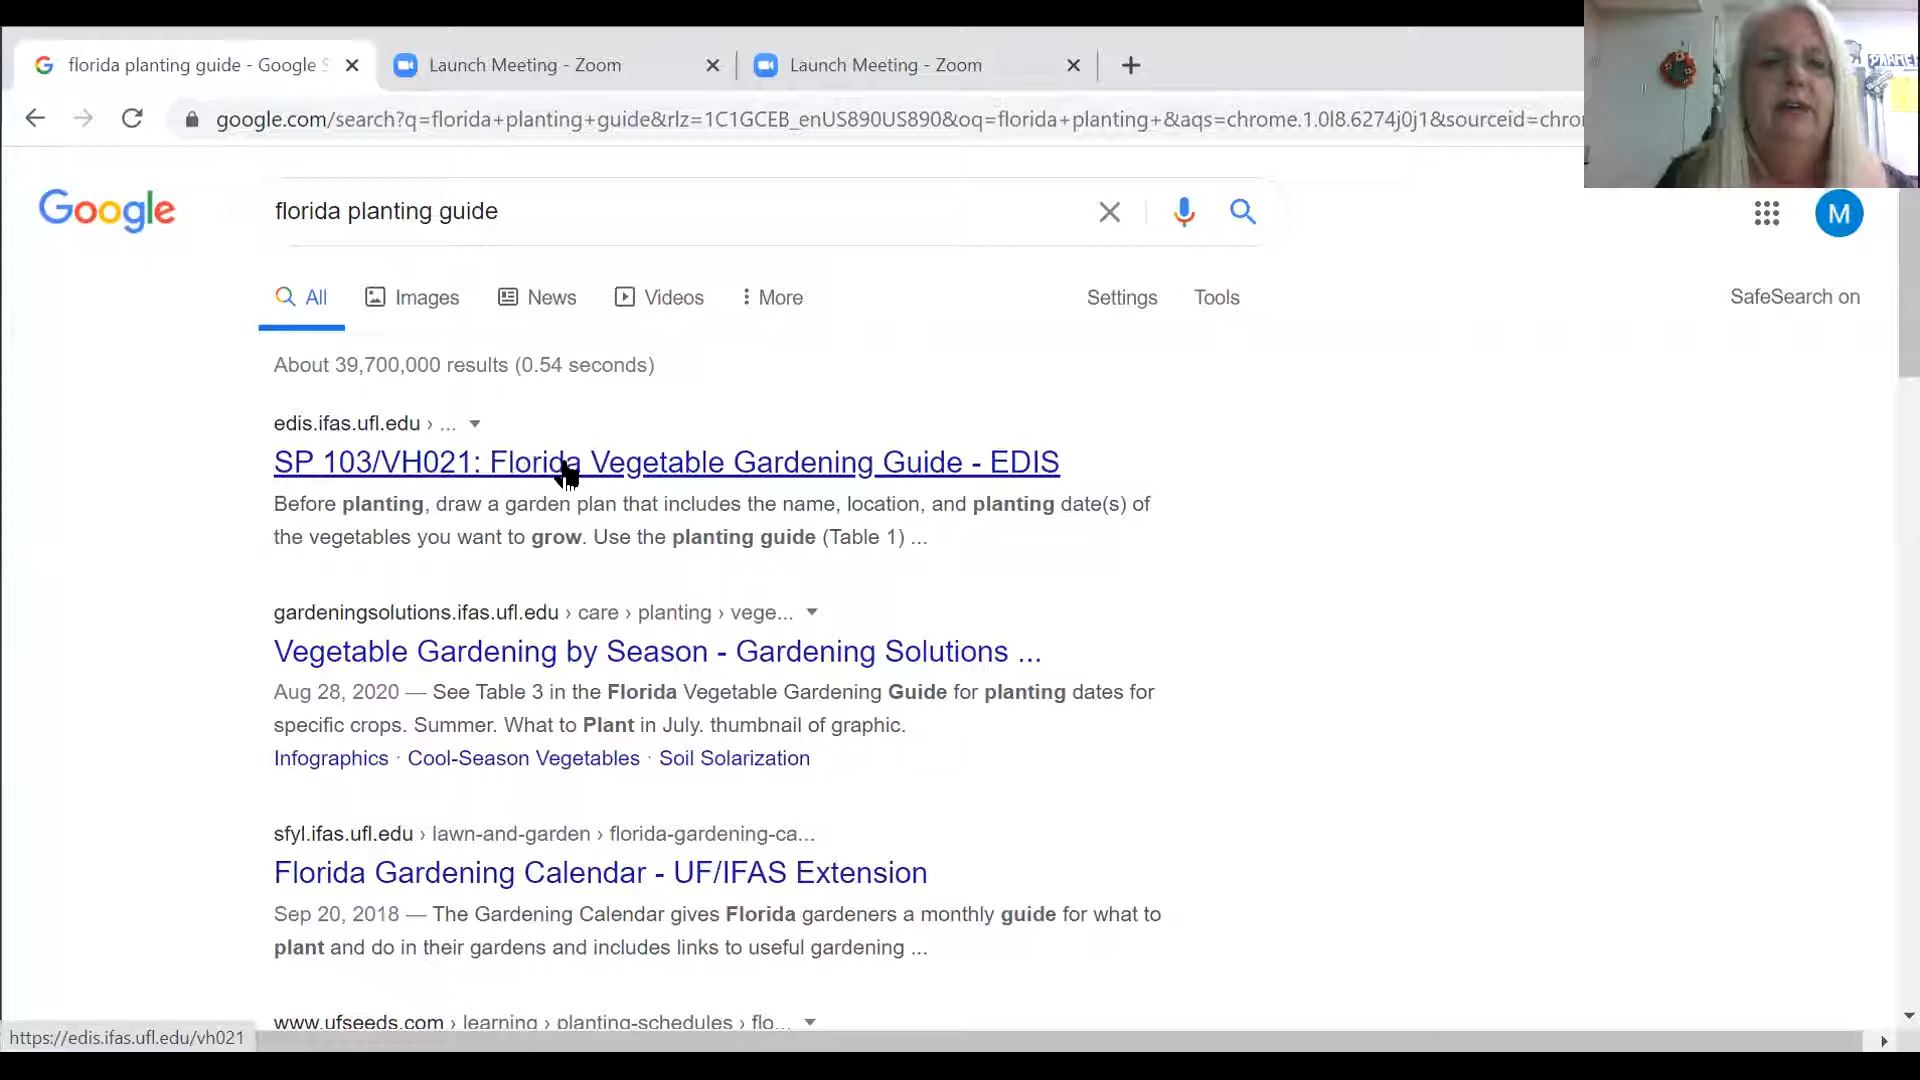 florida planting guide - Google S
Launch Meeting - Zoom
Launch Meeting - Zoom
google.com/search?q=florida+planting+guide&rlz=1C1GCEB_enUS890US890&oq=florida+planting+&aqs=chrome.1.0l8.6274j0j1&sourceid=chro
Google
florida planting guide
M
All
Images
News
Videos
More
Settings
Tools
SafeSearch on
About 39,700,000 results (0.54 seconds)
edis.ifas.ufl.edu › ...
SP 103/VH021: Florida Vegetable Gardening Guide - EDIS
Before planting, draw a garden plan that includes the name, location, and planting date(s) of
the vegetables you want to grow. Use the planting guide (Table 1) ...
gardeningsolutions.ifas.ufl.edu › care › planting › vege...
Vegetable Gardening by Season - Gardening Solutions ...
Aug 28, 2020 — See Table 3 in the Florida Vegetable Gardening Guide for planting dates for
specific crops. Summer. What to Plant in July. thumbnail of graphic.
Infographics · Cool-Season Vegetables · Soil Solarization
sfyl.ifas.ufl.edu › lawn-and-garden › florida-gardening-ca...
Florida Gardening Calendar - UF/IFAS Extension
Sep 20, 2018 — The Gardening Calendar gives Florida gardeners a monthly guide for what to
plant and do in their gardens and includes links to useful gardening ...
www.ufseeds.com › learning › planting-schedules › flo...
https://edis.ifas.ufl.edu/vh021